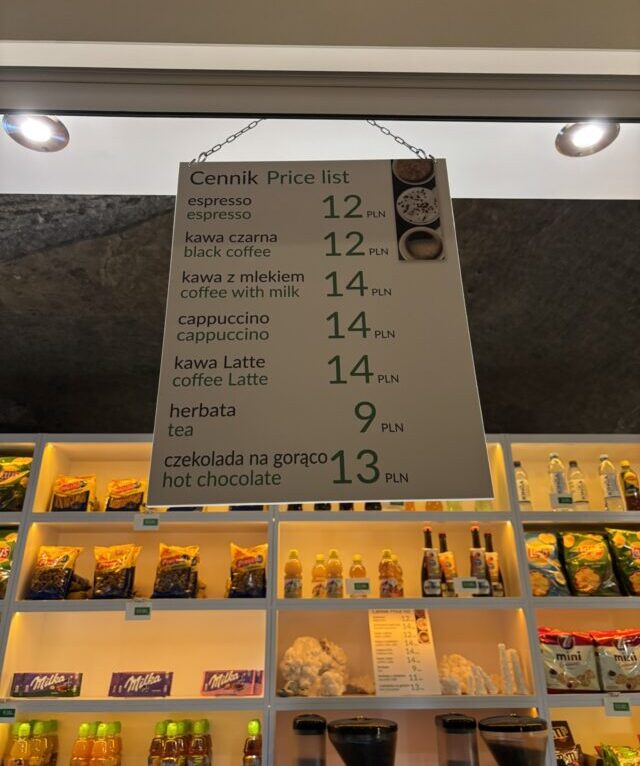 Cennik Price list
espresso 12 PLN
espresso
kawa czarna 12 PLN
black coffee
kawa z mlekiem 14 PLN
coffee with milk
cappuccino 14 PLN
cappuccino
kawa Latte 14 PLN
coffee Latte
herbata 9 PLN
tea
czekolada na gorąco 13 PLN
hot chocolate
Milka Milka Milka
mini